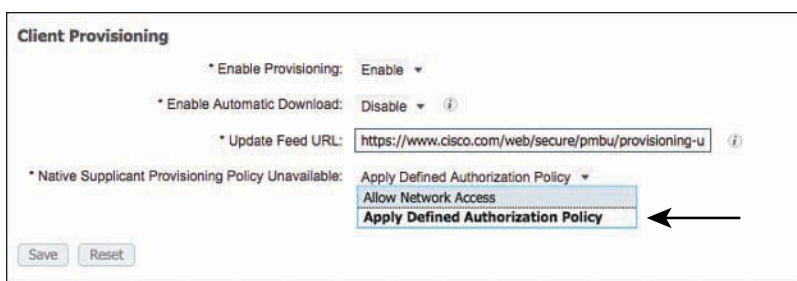 Client Provisioning
* Enable Provisioning: Enable
* Enable Automatic Download: Disable i
* Update Feed URL: https://www.cisco.com/web/secure/pmbu/provisioning-u i
* Native Supplicant Provisioning Policy Unavailable: Apply Defined Authorization Policy
Allow Network Access
Apply Defined Authorization Policy
Save Reset